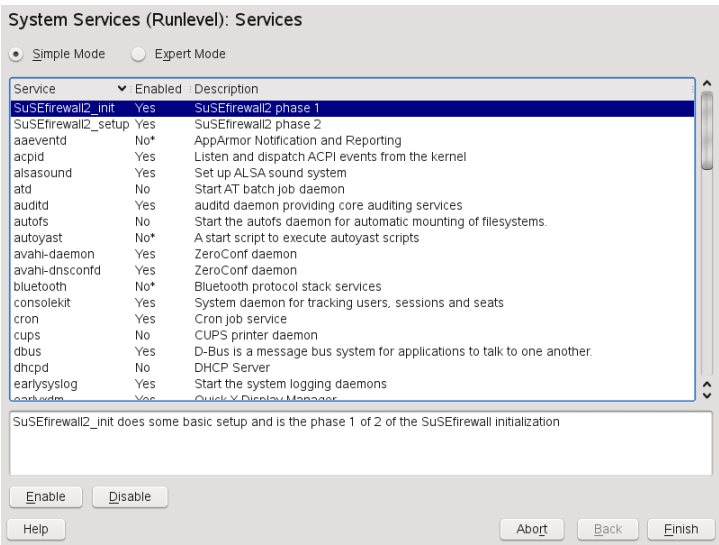 System Services (Runlevel): Services
Simple Mode Expert Mode
Service Enabled Description
SuSEfirewall2_init Yes SuSEfirewall2 phase 1
SuSEfirewall2_setup Yes SuSEfirewall2 phase 2
aaeventd No* AppArmor Notification and Reporting
acpid Yes Listen and dispatch ACPI events from the kernel
alsasound Yes Set up ALSA sound system
atd No Start AT batch job daemon
auditd Yes auditd daemon providing core auditing services
autofs No Start the autofs daemon for automatic mounting of filesystems.
autoyast No* A start script to execute autoyast scripts
avahi-daemon Yes ZeroConf daemon
avahi-dnsconfd Yes ZeroConf daemon
bluetooth No* Bluetooth protocol stack services
consolekit Yes System daemon for tracking users, sessions and seats
cron Yes Cron job service
cups No CUPS printer daemon
dbus Yes D-Bus is a message bus system for applications to talk to one another.
dhcpd No DHCP Server
earlysyslog Yes Start the system logging daemons
earlyxdm Yes Quick X Display Manager
SuSEfirewall2_init does some basic setup and is the phase 1 of 2 of the SuSEfirewall initialization
Enable Disable
Help Abort Back Finish